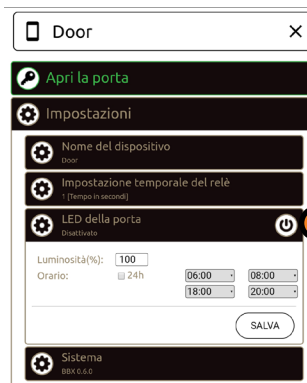 Door
Apri la porta
Impostazioni
Nome del dispositivo
Door
Impostazione temporale del relè
1 [Tempo in secondi]
LED della porta
Disattivato
Luminosità(%): 100
Orario: 24h 06:00 08:00
18:00 20:00
SALVA
Sistema
BBX 0.6.0